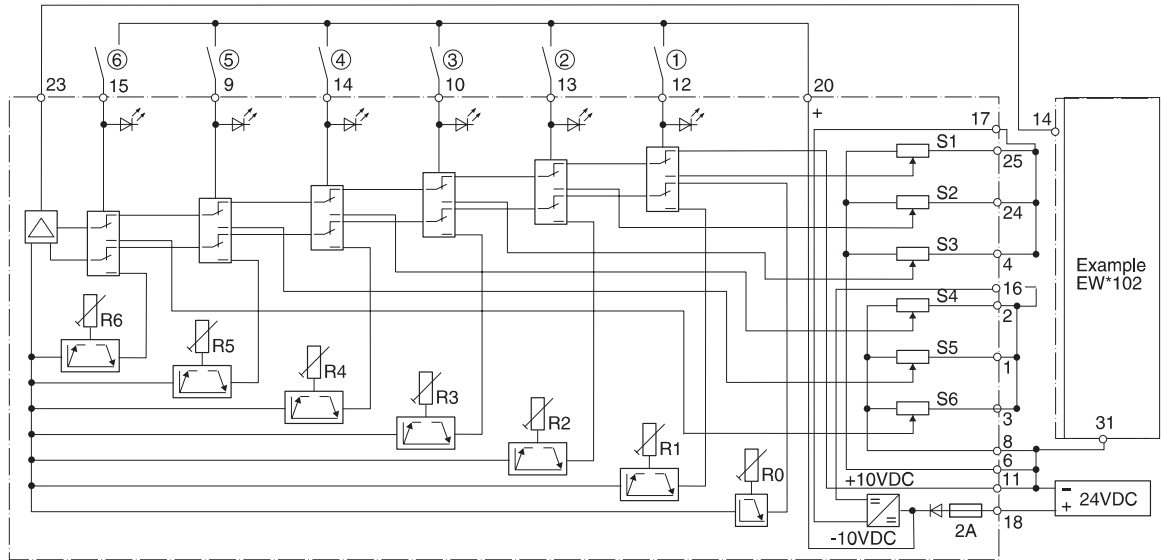 ⑥ ⑤ ④ ③ ② ①
23 15 9 14 10 13 12 20
+ 17 14
S1
25
S2
24
S3
4
Example
EW*102
16
S4
2
R6
R5
S5
1
R4
R3
S6
3
R2
31
8
R1
6
R0
+10VDC
11
-
24VDC
+
18
2A
-10VDC